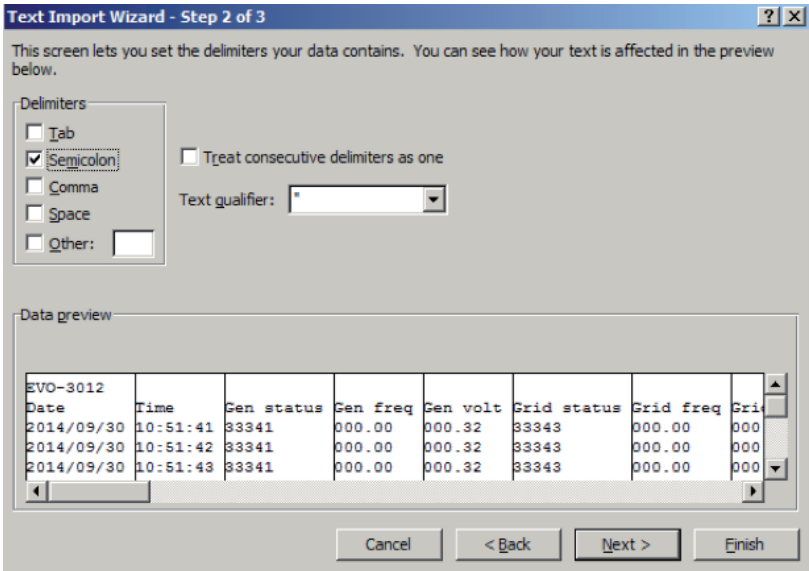 Text Import Wizard - Step 2 of 3
This screen lets you set the delimiters your data contains. You can see how your text is affected in the preview
below.
Delimiters
Tab
Semicolon
Comma
Space
Other:
Treat consecutive delimiters as one
Text qualifier: "
Data preview
EVO-3012
Date Time Gen status Gen freq Gen volt Grid status Grid freq Gri
2014/09/30 10:51:41 33341 000.00 000.32 33343 000.00 000
2014/09/30 10:51:42 33341 000.00 000.32 33343 000.00 000
2014/09/30 10:51:43 33341 000.00 000.32 33343 000.00 000
Cancel < Back Next > Finish